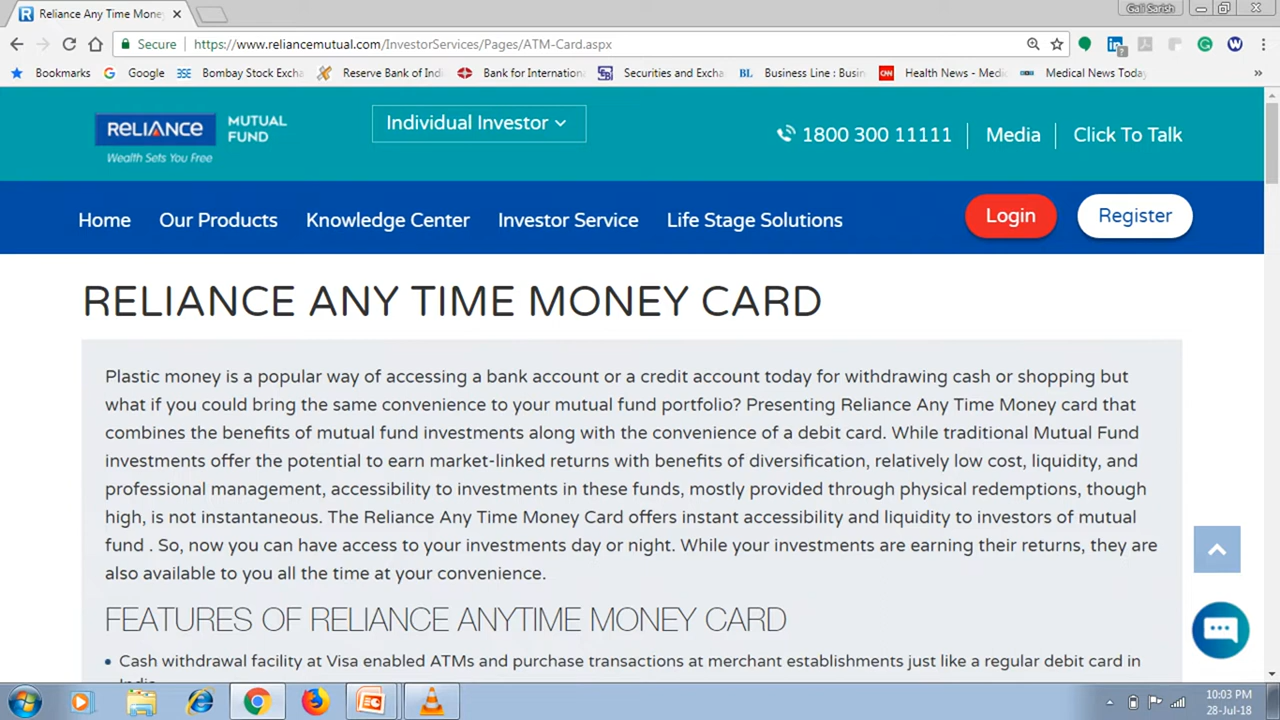 Reliance Any Time Mone
Gali Sarish
Secure https://www.reliancemutual.com/InvestorServices/Pages/ATM-Card.aspx
Bookmarks Google Bombay Stock Excha Reserve Bank of Indi Bank for Internation Securities and Excha Business Line : Busin Health News - Medic Medical News Today
RELIANCE MUTUAL FUND
Wealth Sets You Free
Individual Investor
1800 300 11111 Media Click To Talk
Home Our Products Knowledge Center Investor Service Life Stage Solutions Login Register
RELIANCE ANY TIME MONEY CARD
Plastic money is a popular way of accessing a bank account or a credit account today for withdrawing cash or shopping but
what if you could bring the same convenience to your mutual fund portfolio? Presenting Reliance Any Time Money card that
combines the benefits of mutual fund investments along with the convenience of a debit card. While traditional Mutual Fund
investments offer the potential to earn market-linked returns with benefits of diversification, relatively low cost, liquidity, and
professional management, accessibility to investments in these funds, mostly provided through physical redemptions, though
high, is not instantaneous. The Reliance Any Time Money Card offers instant accessibility and liquidity to investors of mutual
fund . So, now you can have access to your investments day or night. While your investments are earning their returns, they are
also available to you all the time at your convenience.
FEATURES OF RELIANCE ANYTIME MONEY CARD
Cash withdrawal facility at Visa enabled ATMs and purchase transactions at merchant establishments just like a regular debit card in
10:03 PM
28-Jul-18